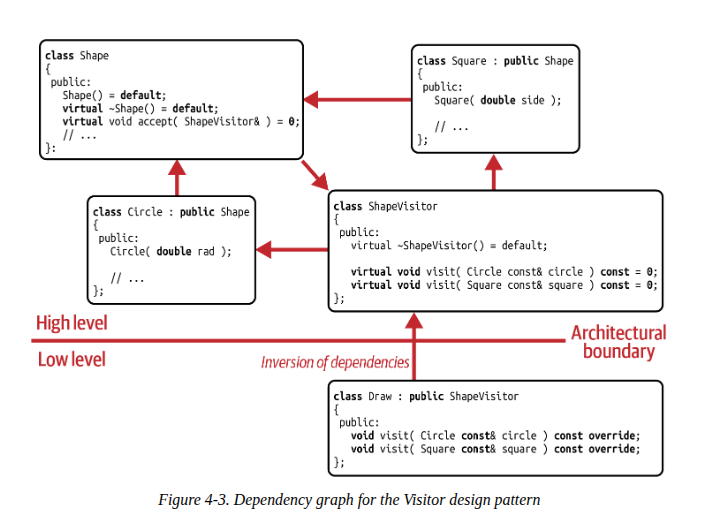 class Shape
{
public:
Shape() = default;
virtual ~Shape() = default;
virtual void accept( ShapeVisitor& ) = 0;
// ...
}:
class Square : public Shape
{
public:
Square( double side );
// ...
};
class Circle : public Shape
{
public:
Circle( double rad );
// ...
};
class ShapeVisitor
{
public:
virtual ~ShapeVisitor() = default;
virtual void visit( Circle const& circle ) const = 0;
virtual void visit( Square const& square ) const = 0;
};
High level
Low level
Architectural
boundary
Inversion of dependencies
class Draw : public ShapeVisitor
{
public:
void visit( Circle const& circle ) const override;
void visit( Square const& square ) const override;
};
Figure 4-3. Dependency graph for the Visitor design pattern